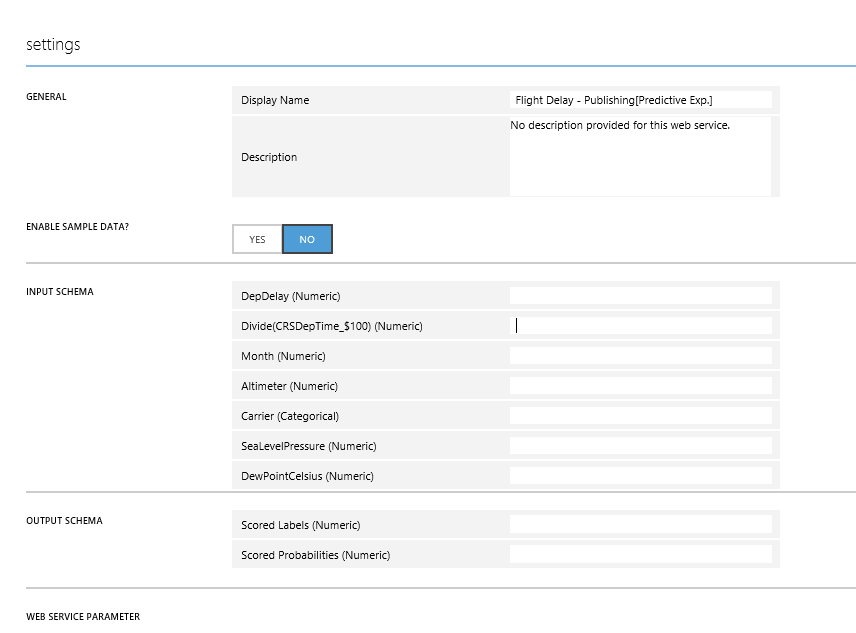 settings
GENERAL
Display Name Flight Delay - Publishing[Predictive Exp.]
Description No description provided for this web service.
ENABLE SAMPLE DATA?
YES NO
INPUT SCHEMA
DepDelay (Numeric)
Divide(CRSDepTime_$100) (Numeric)
Month (Numeric)
Altimeter (Numeric)
Carrier (Categorical)
SeaLevelPressure (Numeric)
DewPointCelsius (Numeric)
OUTPUT SCHEMA
Scored Labels (Numeric)
Scored Probabilities (Numeric)
WEB SERVICE PARAMETER